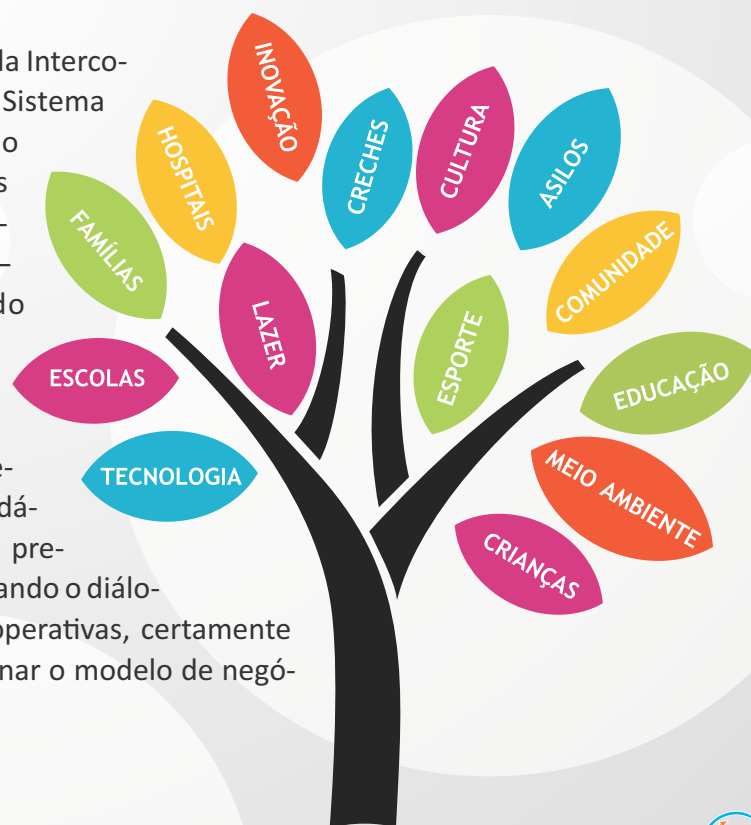 da Interco-
Sistema
o
s
do
e-
dá-
pre-
ando o diálo-
operativas, certamente
nar o modelo de negó-
INOVAÇÃO
HOSPITAIS
CRECHES
CULTURA
ASILOS
FAMÍLIAS
COMUNIDADE
LAZER
ESPORTE
ESCOLAS
EDUCAÇÃO
TECNOLOGIA
MEIO AMBIENTE
CRIANÇAS